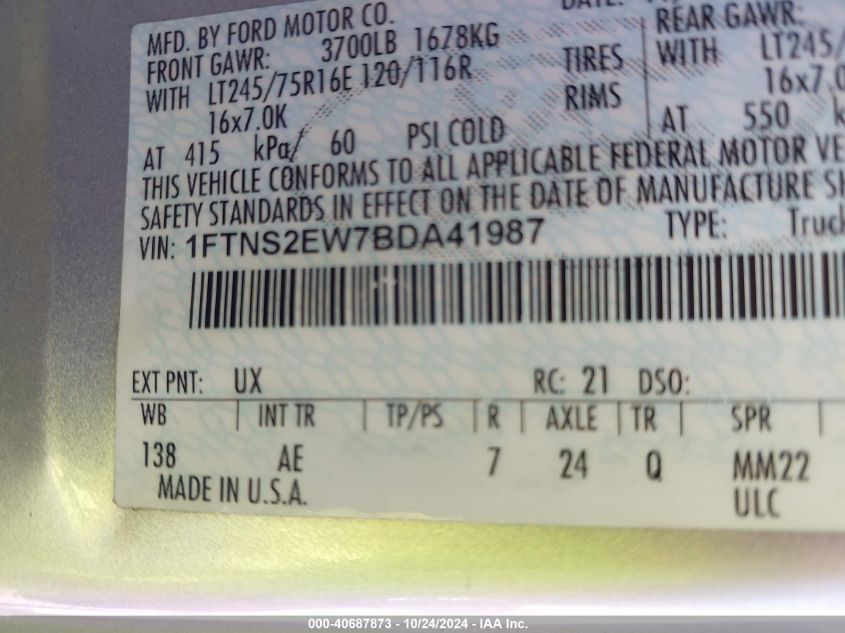 MFD. BY FORD MOTOR CO.
FRONT GAWR: 3700LB 1678KG
WITH LT245/75R16E 120/116R TIRES
16x7.0K RIMS
AT 415 kPa/ 60 PSI COLD
DATE:
REAR GAWR:
WITH LT245/
16x7.0
AT 550
THIS VEHICLE CONFORMS TO ALL APPLICABLE FEDERAL MOTOR VE
SAFETY STANDARDS IN EFFECT ON THE DATE OF MANUFACTURE SH
VIN: 1FTNS2EW7BDA41987 TYPE: Truck
EXT PNT: UX RC: 21 DSO:
WB | INT TR | TP/PS | R | AXLE | TR | SPR
138 AE 7 24 Q MM22
MADE IN U.S.A. ULC
000-40687873 - 10/24/2024 - IAA Inc.